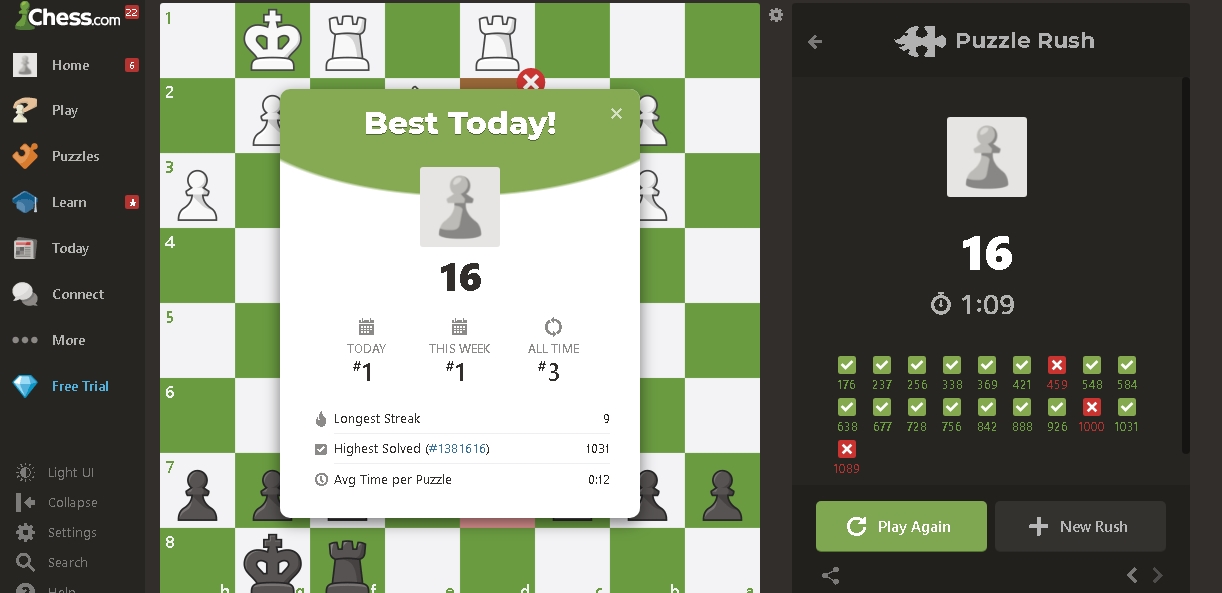 Chess.com 22
Home 6
Play
Puzzles
Learn
Today
Connect
More
Free Trial
Light UI
Collapse
Settings
Search
Help
1
2
3
4
5
6
7
8
h g f e d c b a
Best Today!
×
16
TODAY THIS WEEK ALL TIME
#1 #1 #3
Longest Streak 9
Highest Solved (#1381616) 1031
Avg Time per Puzzle 0:12
Puzzle Rush
16
1:09
176 237 256 338 369 421 459 548 584
638 677 728 756 842 888 926 1000 1031
1089
Play Again
New Rush